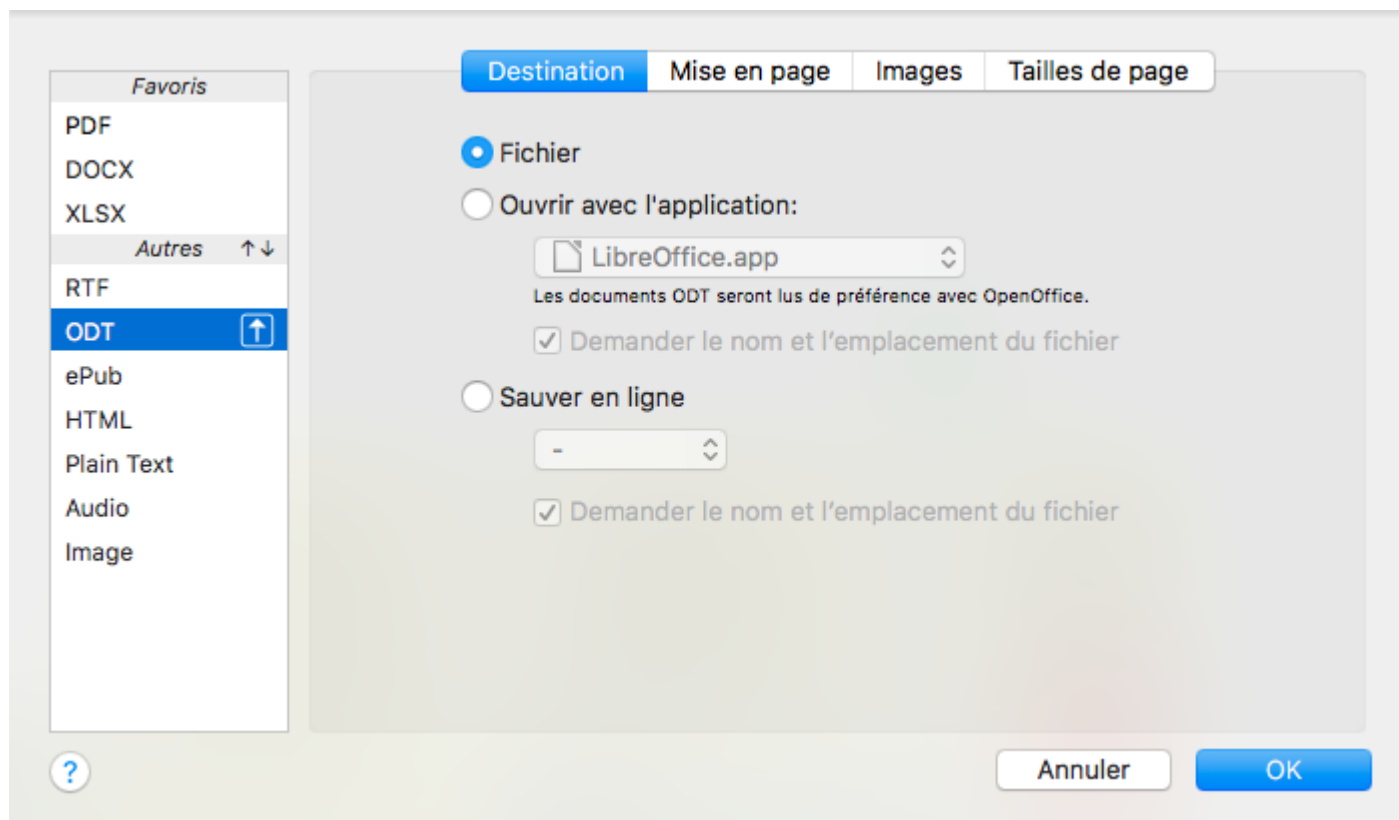 Destination Mise en page Images Tailles de page
Favoris
PDF
DOCX
XLSX
Autres ↑↓
RTF
ODT
ePub
HTML
Plain Text
Audio
Image
Fichier
Ouvrir avec l'application:
LibreOffice.app
Les documents ODT seront lus de préférence avec OpenOffice.
Demander le nom et l’emplacement du fichier
Sauver en ligne
-
Demander le nom et l’emplacement du fichier
?
Annuler OK